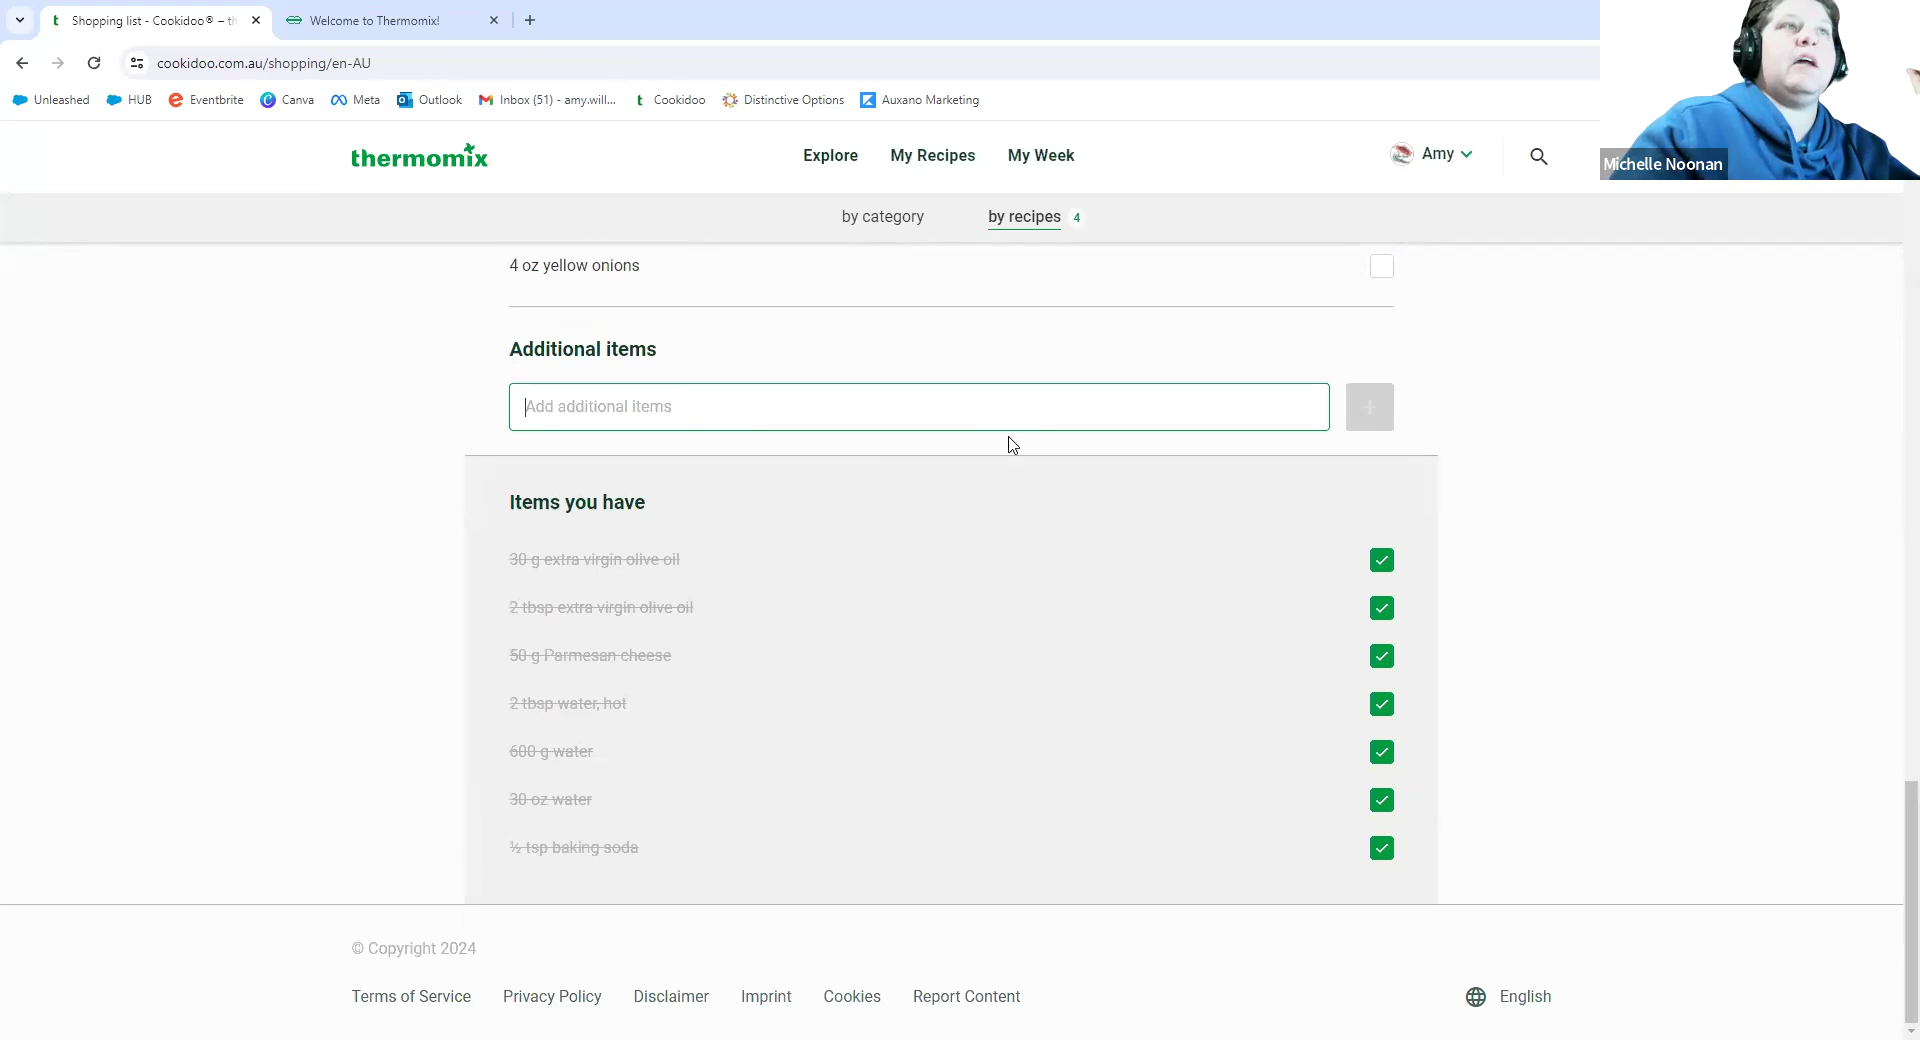 Shopping list - Cookidoo® – th
Welcome to Thermomix!
cookidoo.com.au/shopping/en-AU
Unleashed HUB Eventbrite Canva Meta Outlook Inbox (51) - amy.will... Cookidoo Distinctive Options Auxano Marketing
thermomix
Explore My Recipes My Week
Amy
Michelle Noonan
by category by recipes 4
4 oz yellow onions
Additional items
Add additional items
+
Items you have
30 g extra virgin olive oil
2 tbsp extra virgin olive oil
50 g Parmesan cheese
2 tbsp water, hot
600 g water
30 oz water
½ tsp baking soda
© Copyright 2024
Terms of Service Privacy Policy Disclaimer Imprint Cookies Report Content
English